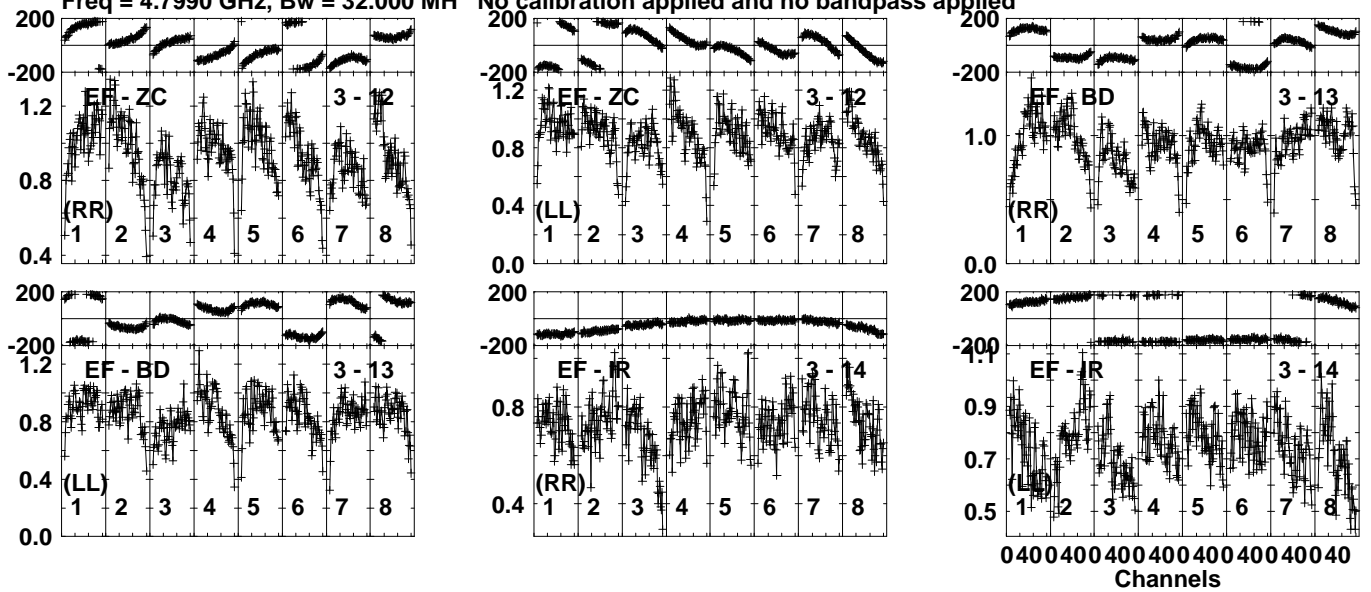 Freq = 4.7990 GHz, Bw = 32.000 MH No calibration applied and no bandpass applied
200
-200
1.2
0.8
0.4
EF - ZC 3 - 12
(RR)
1 2 3 4 5 6 7 8
200
-200
1.2
0.8
0.4
0.0
EF - ZC 3 - 12
(LL)
1 2 3 4 5 6 7 8
200
-200
1.0
0.0
EF - BD 3 - 13
(RR)
1 2 3 4 5 6 7 8
200
-200
1.2
0.8
0.4
0.0
EF - BD 3 - 13
(LL)
1 2 3 4 5 6 7 8
200
-200
0.8
0.4
EF - IR 3 - 14
(RR)
1 2 3 4 5 6 7 8
200
-200
1.1
0.9
0.7
0.5
EF - IR 3 - 14
(LL)
1 2 3 4 5 6 7 8
0 40 0 40 0 40 0 40 0 40 0 40 0 40 0 40
Channels